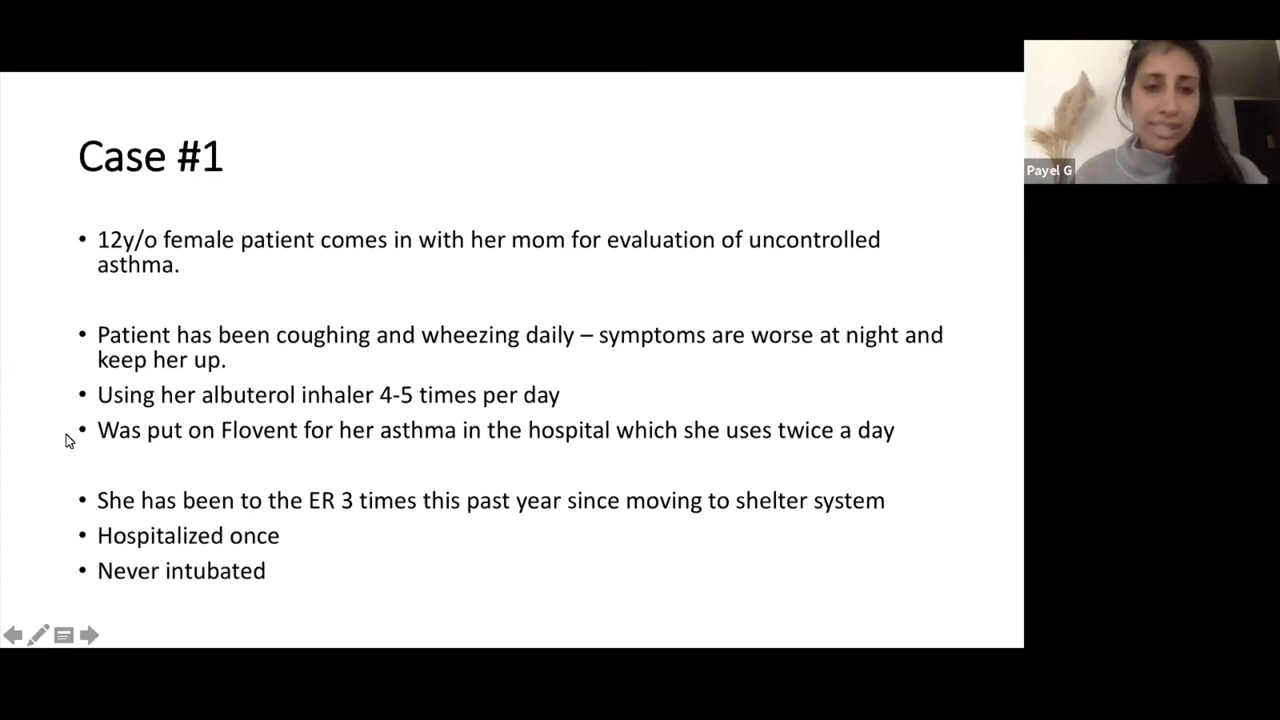 Case #1
• 12y/o female patient comes in with her mom for evaluation of uncontrolled
asthma.
• Patient has been coughing and wheezing daily – symptoms are worse at night and
keep her up.
• Using her albuterol inhaler 4-5 times per day
• Was put on Flovent for her asthma in the hospital which she uses twice a day
• She has been to the ER 3 times this past year since moving to shelter system
• Hospitalized once
• Never intubated
Payel G